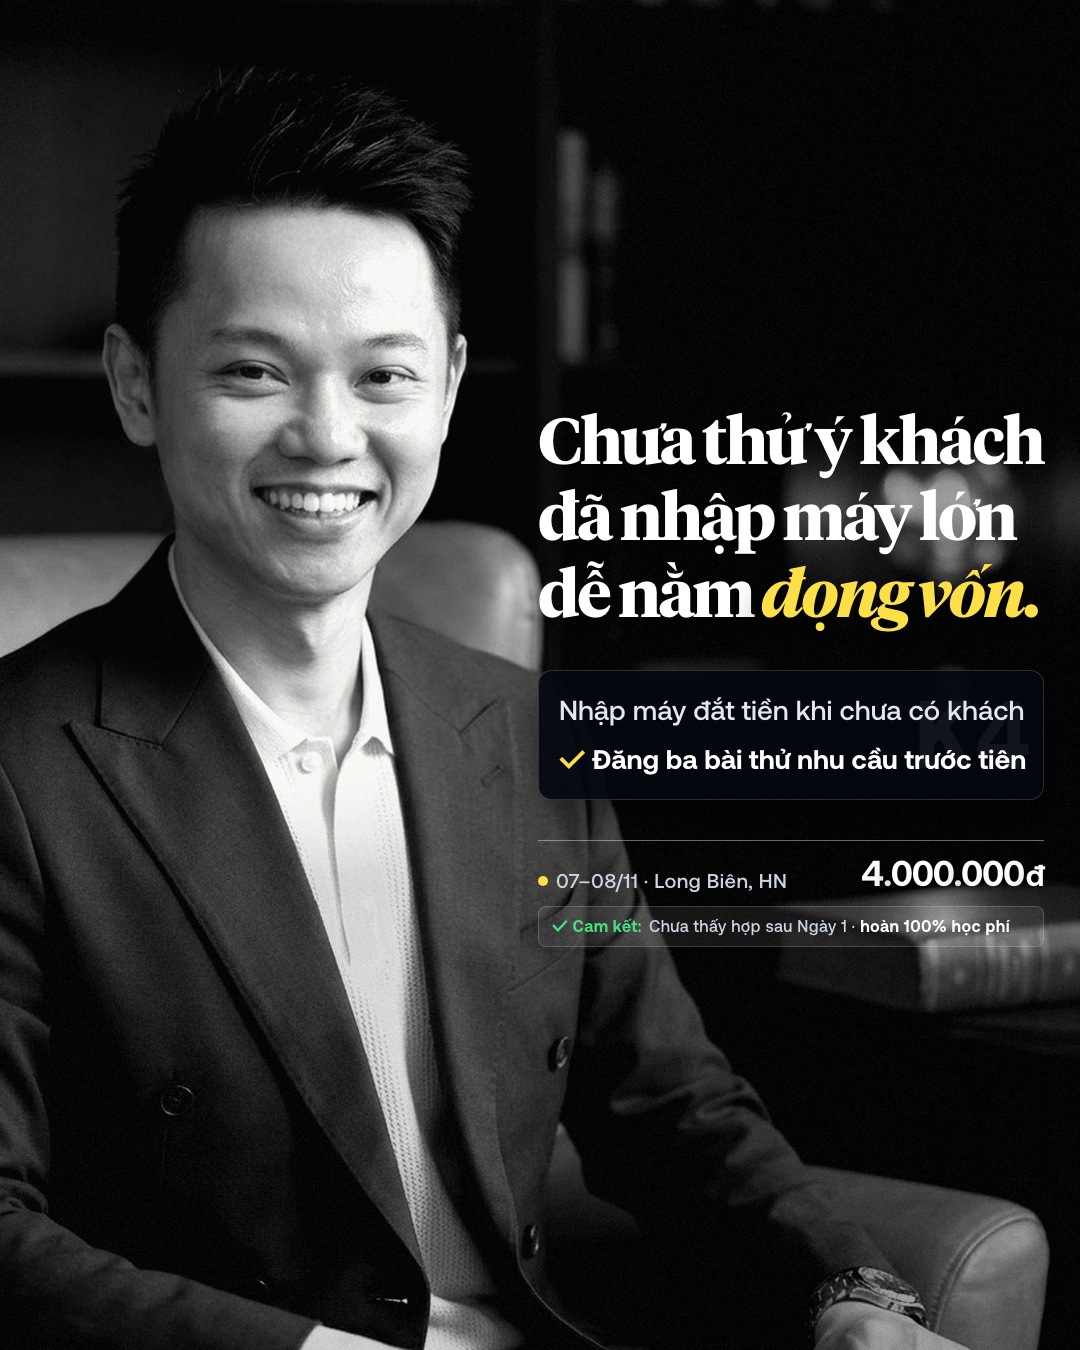 Chưa thử ý khách
đã nhập máy lớn
dễ nằm đọng vốn.
Nhập máy đắt tiền khi chưa có khách
Đăng ba bài thử nhu cầu trước tiên
07–08/11 · Long Biên, HN
4.000.000đ
Cam kết: Chưa thấy hợp sau Ngày 1 · hoàn 100% học phí